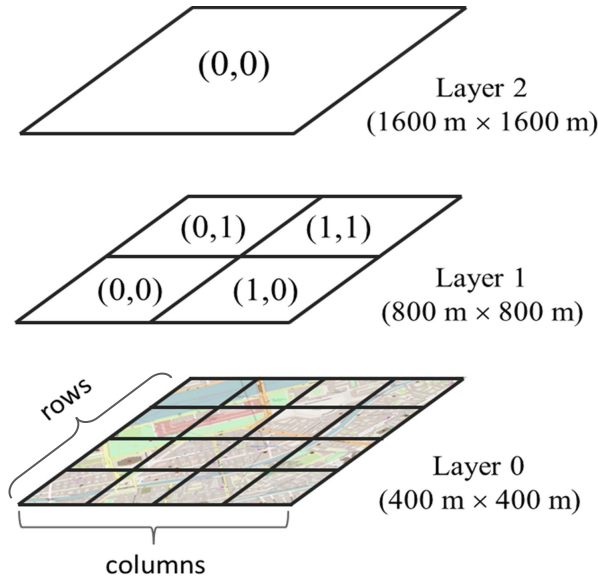 (0,0)
Layer 2
(1600 m × 1600 m)
(0,1)
(1,1)
(0,0)
(1,0)
Layer 1
(800 m × 800 m)
rows
Layer 0
(400 m × 400 m)
columns